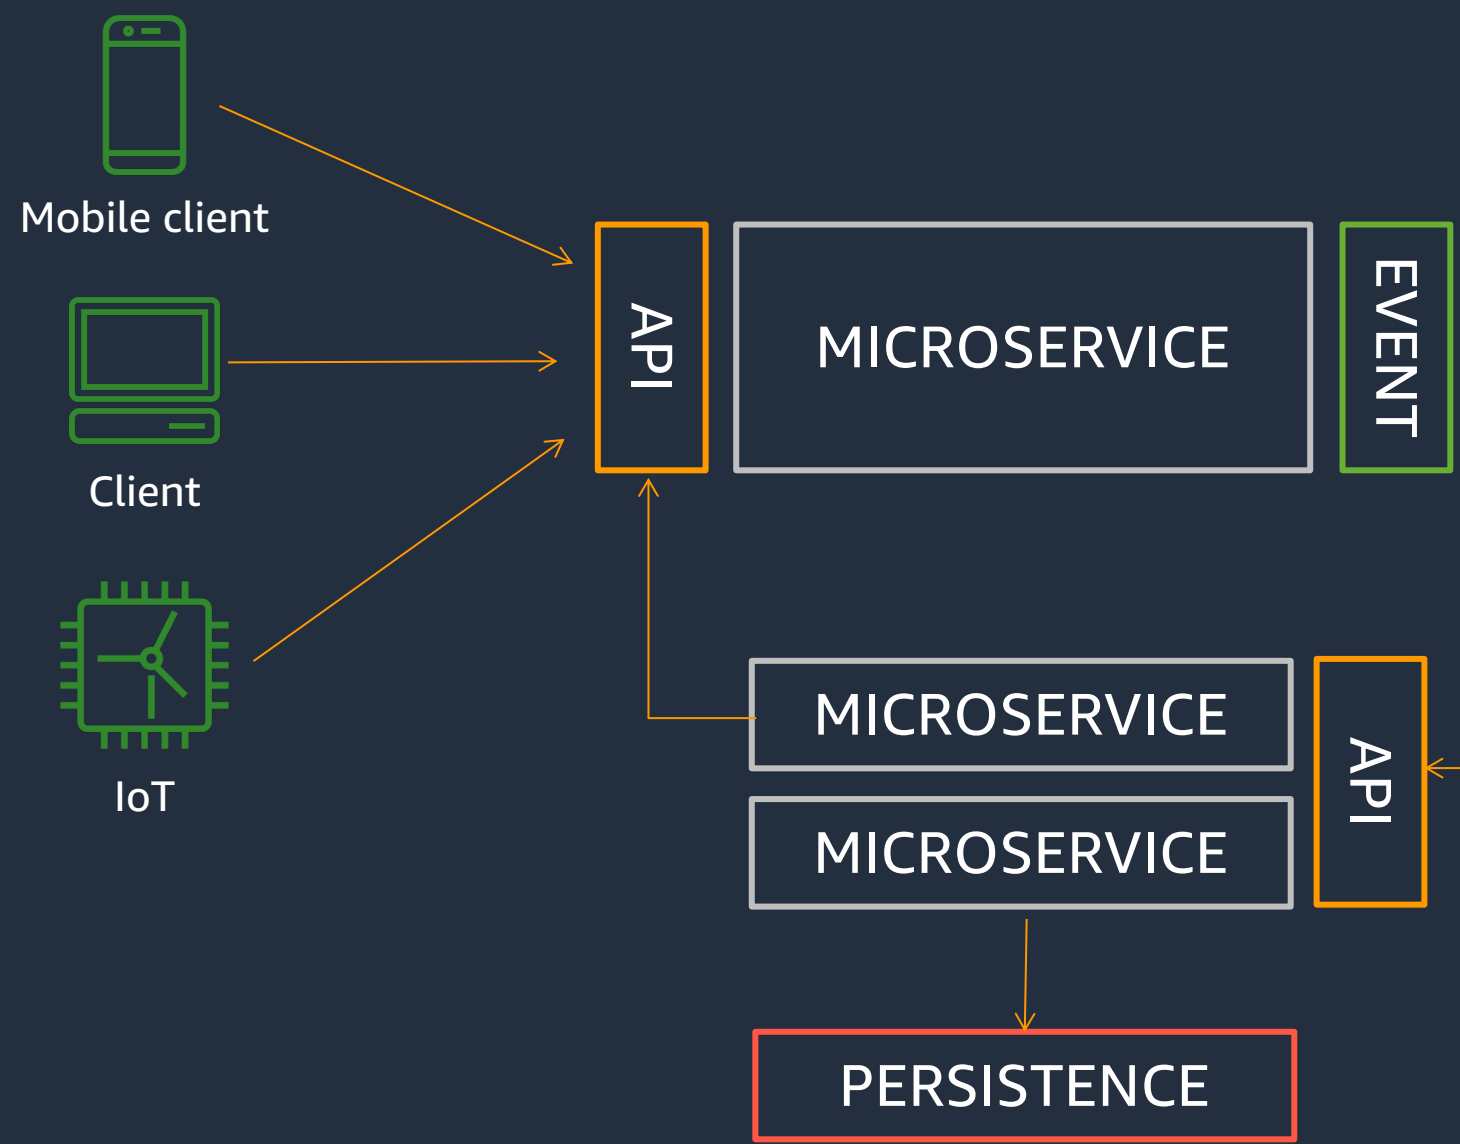 Mobile client
API
MICROSERVICE
EVENT
Client
MICROSERVICE
API
IoT
MICROSERVICE
PERSISTENCE